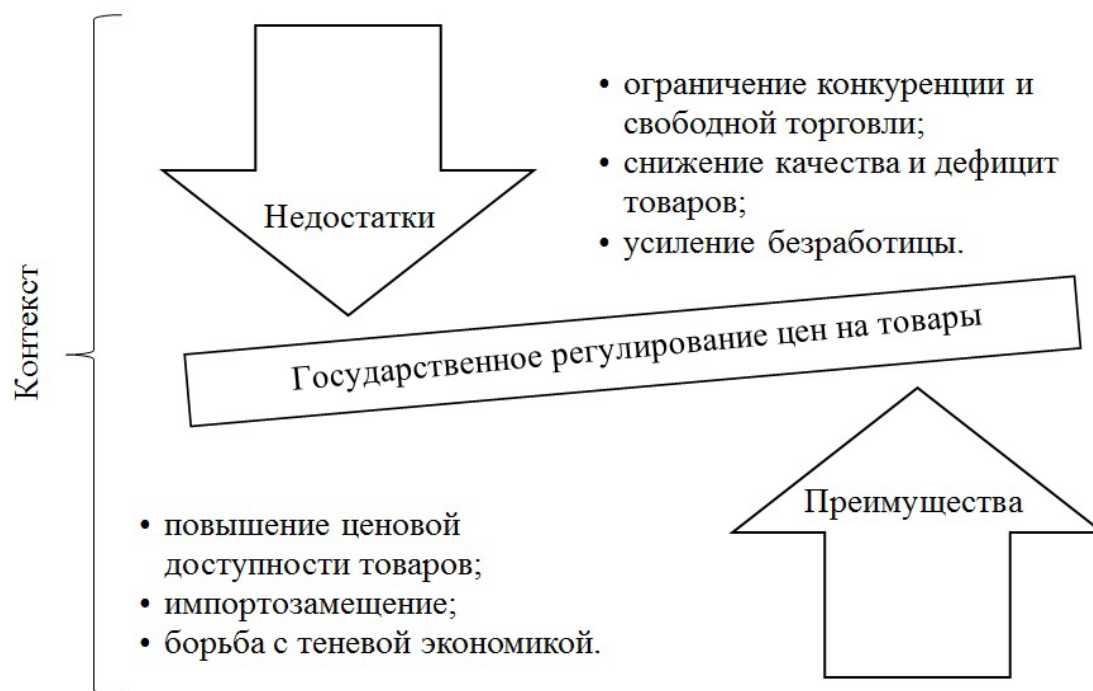 Контекст
Недостатки
• ограничение конкуренции и
свободной торговли;
• снижение качества и дефицит
товаров;
• усиление безработицы.
Государственное регулирование цен на товары
Преимущества
• повышение ценовой
доступности товаров;
• импортозамещение;
• борьба с теневой экономикой.